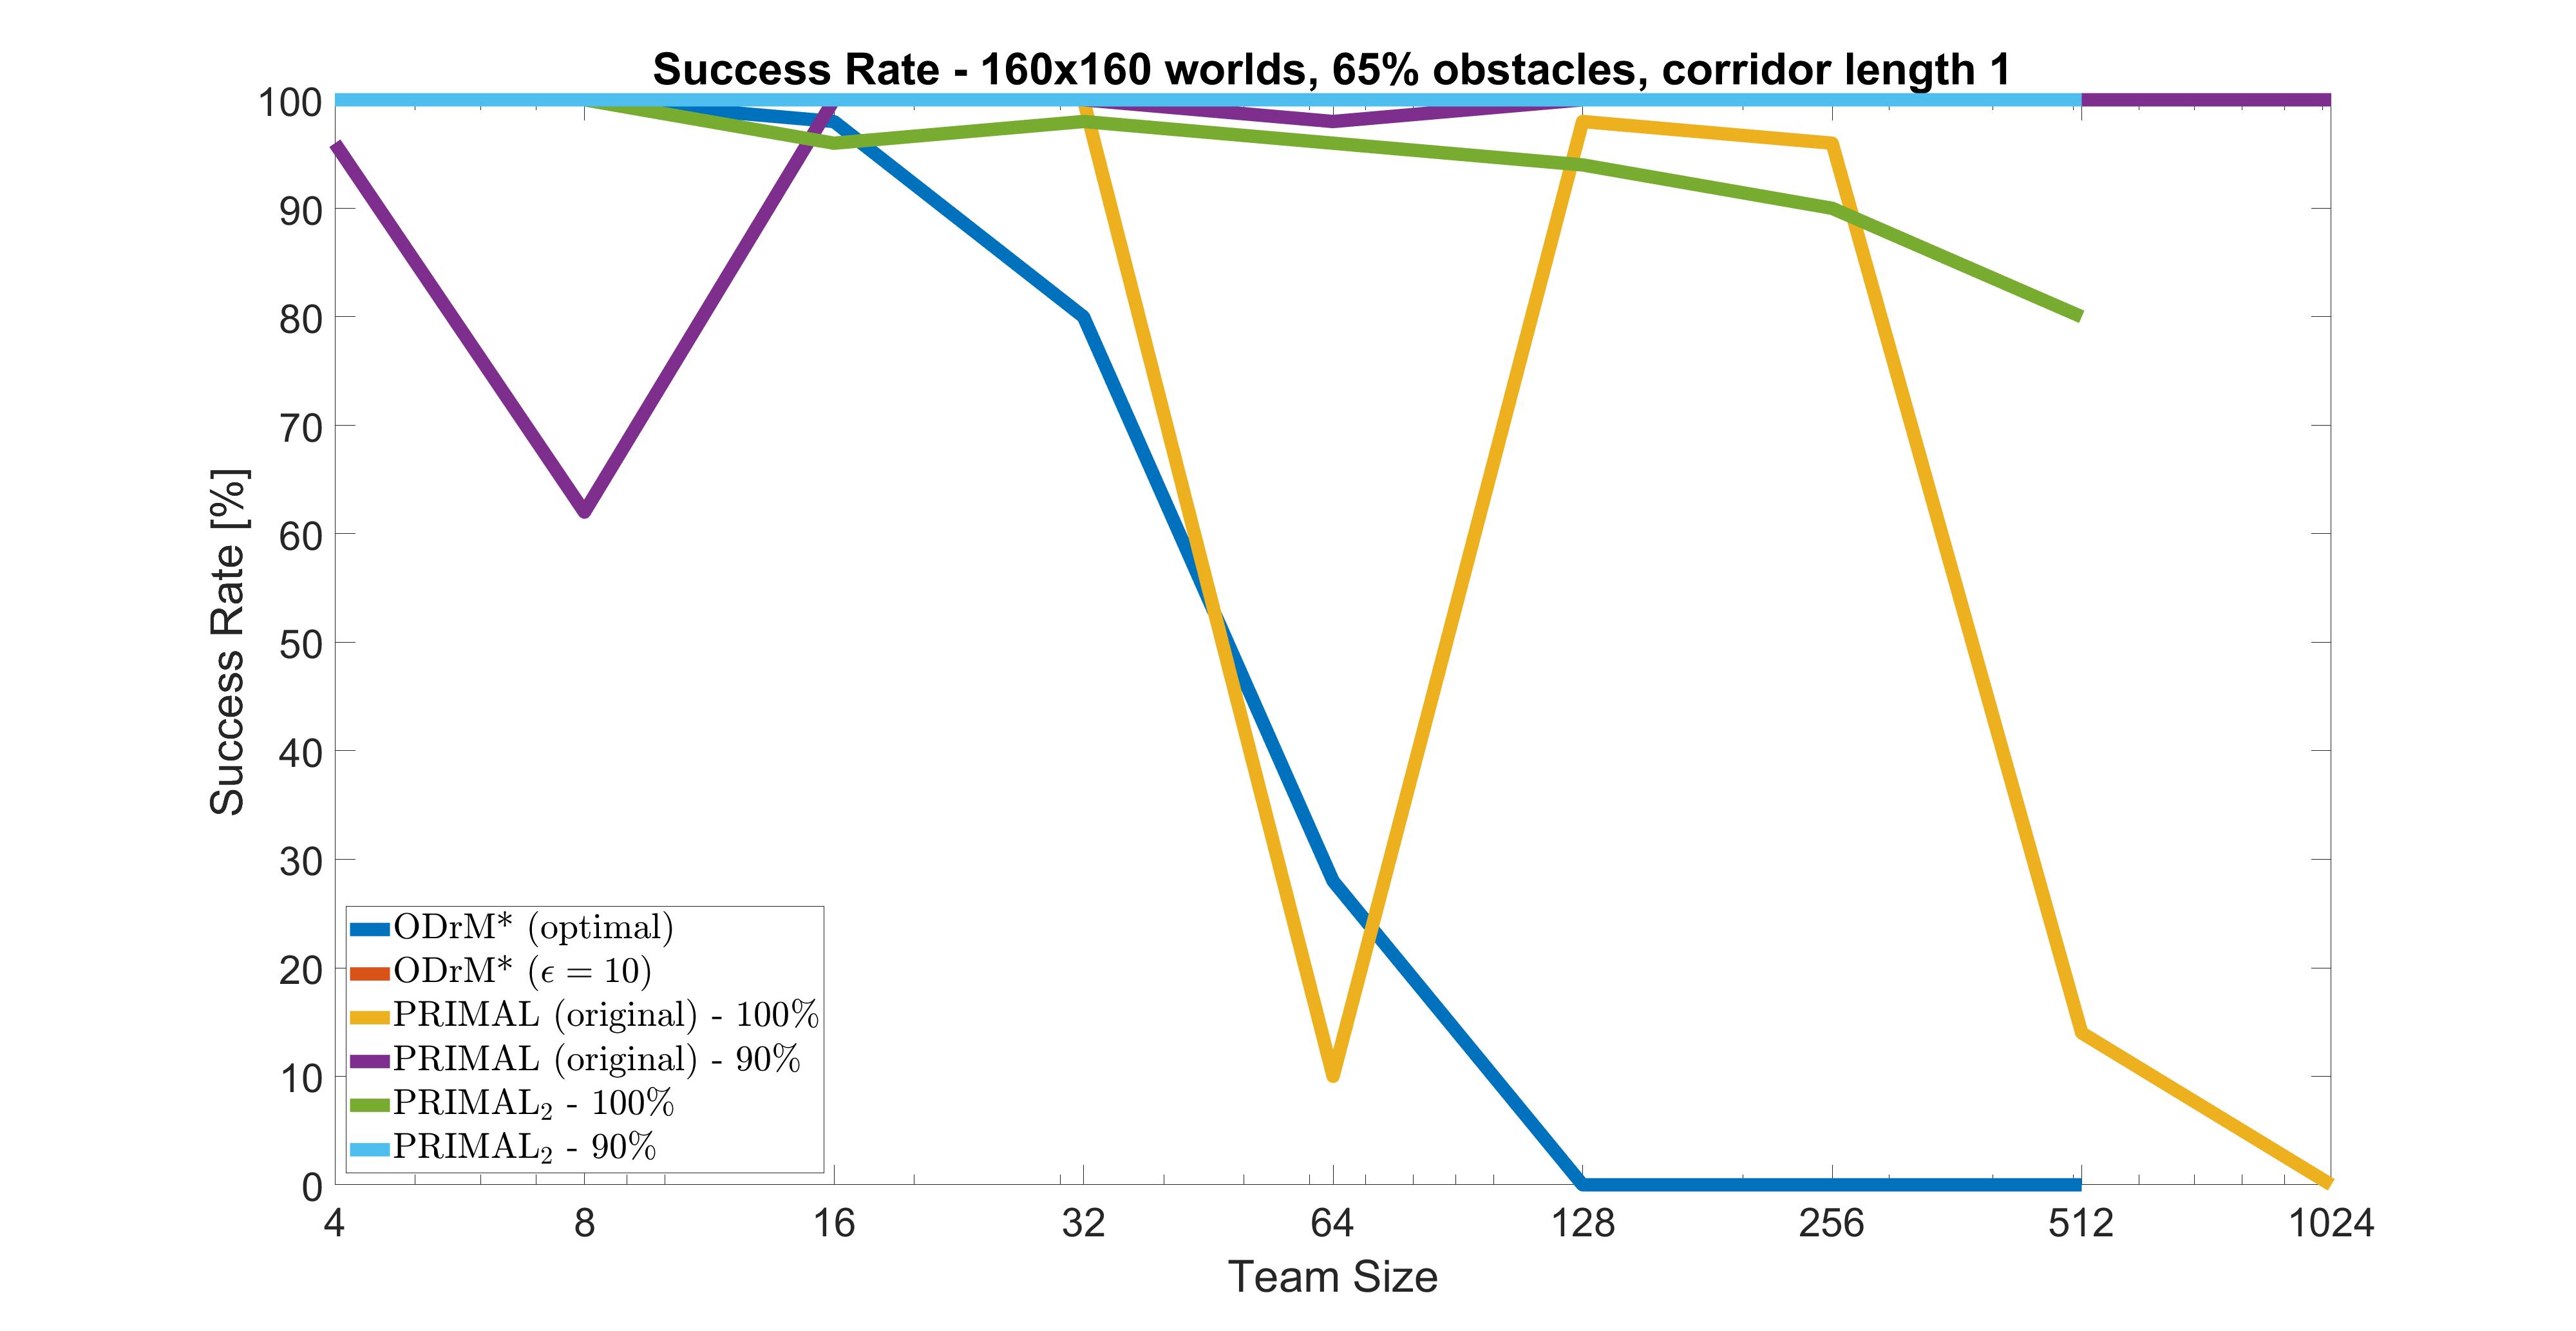 Success Rate - 160x160 worlds, 65% obstacles, corridor length 1
Success Rate [%]
100
90
80
70
60
50
40
30
20
10
0
ODrM* (optimal)
ODrM* (ϵ = 10)
PRIMAL (original) - 100%
PRIMAL (original) - 90%
PRIMAL₂ - 100%
PRIMAL₂ - 90%
4 8 16 32 64 128 256 512 1024
Team Size